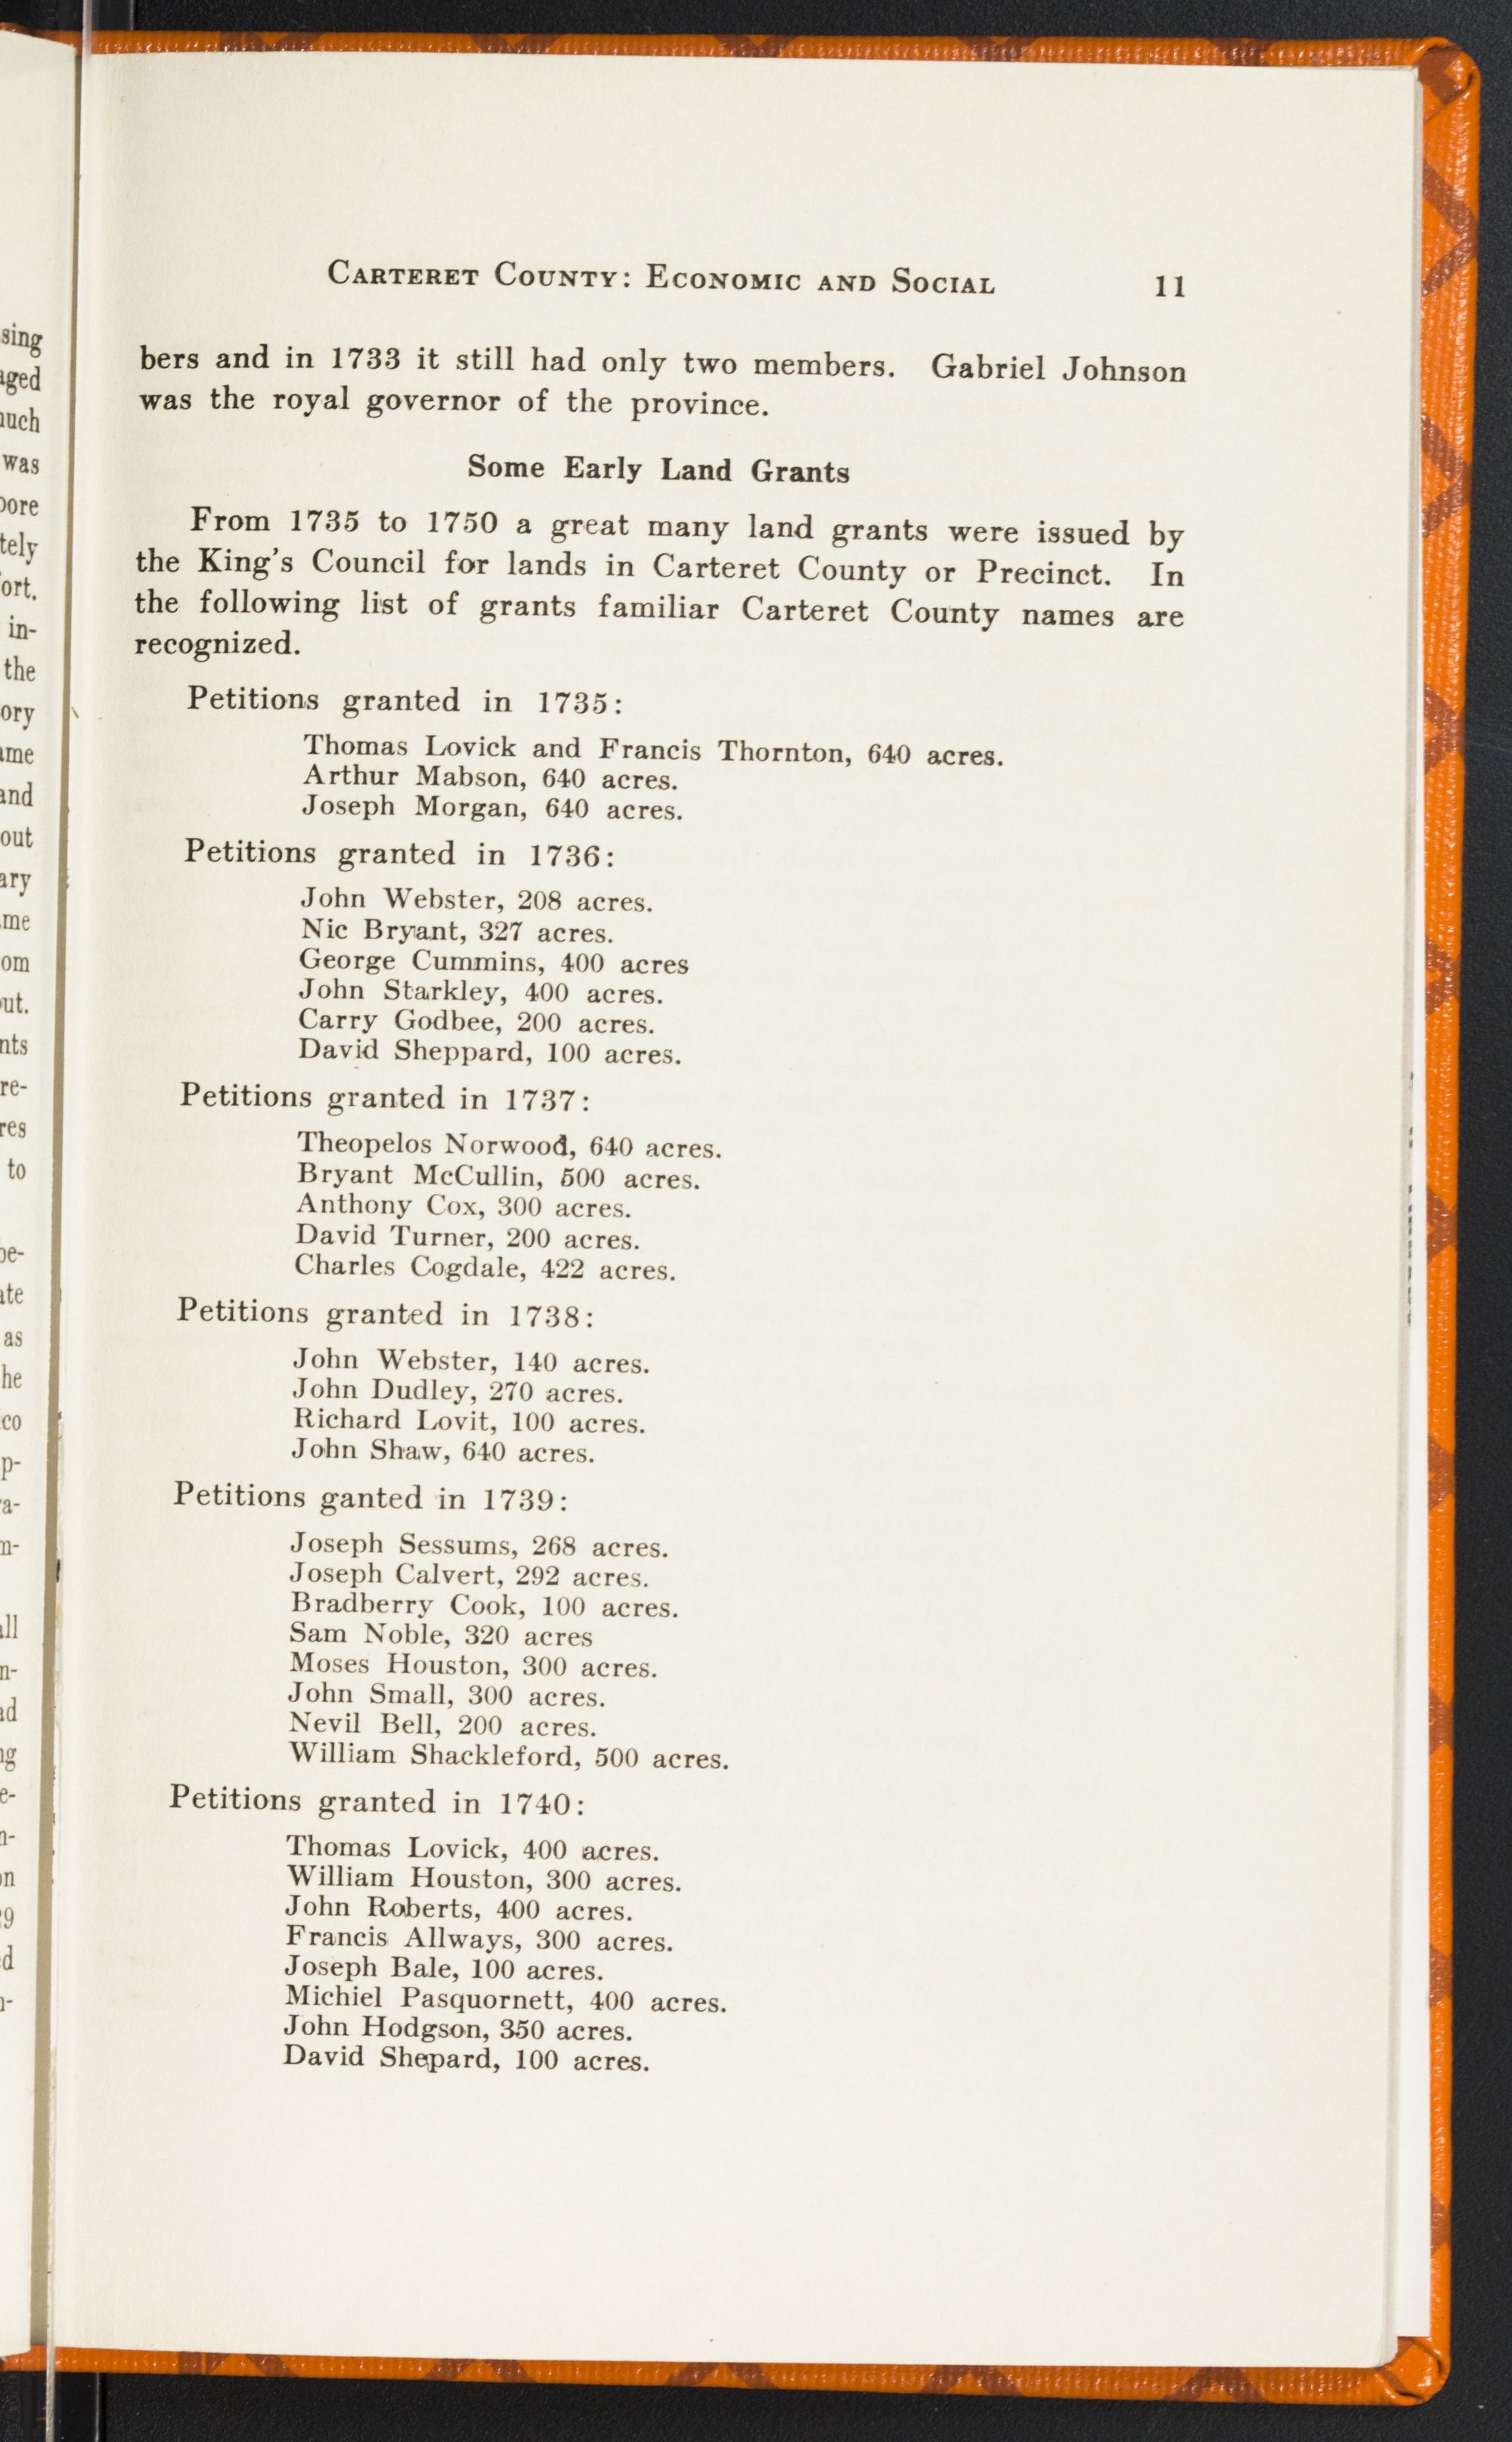 CARTERET COUNTY: ECONOMIC AND SOCIAL 11
bers and in 1733 it still had only two members. Gabriel Johnson
was the royal governor of the province.
Some Early Land Grants
From 1735 to 1750 a great many land grants were issued by
the King's Council for lands in Carteret County or Precinct. In
the following list of grants familiar Carteret County names are
recognized.
Petitions granted in 1735:
Thomas Lovick and Francis Thornton, 640 acres.
Arthur Mabson, 640 acres.
Joseph Morgan, 640 acres.
Petitions granted in 1736:
John Webster, 208 acres.
Nic Bryant, 327 acres.
George Cummins, 400 acres
John Starkley, 400 acres.
Carry Godbee, 200 acres.
David Sheppard, 100 acres.
Petitions granted in 1737:
Theopelos Norwood, 640 acres.
Bryant McCullin, 500 acres.
Anthony Cox, 300 acres.
David Turner, 200 acres.
Charles Cogdale, 422 acres.
Petitions granted in 1738:
John Webster, 140 acres.
John Dudley, 270 acres.
Richard Lovit, 100 acres.
John Shaw, 640 acres.
Petitions ganted in 1739:
Joseph Sessums, 268 acres.
Joseph Calvert, 292 acres.
Bradberry Cook, 100 acres.
Sam Noble, 320 acres
Moses Houston, 300 acres.
John Small, 300 acres.
Nevil Bell, 200 acres.
William Shackleford, 500 acres.
Petitions granted in 1740:
Thomas Lovick, 400 acres.
William Houston, 300 acres.
John Roberts, 400 acres.
Francis Allways, 300 acres.
Joseph Bale, 100 acres.
Michiel Pasquornett, 400 acres.
John Hodgson, 350 acres.
David Shepard, 100 acres.